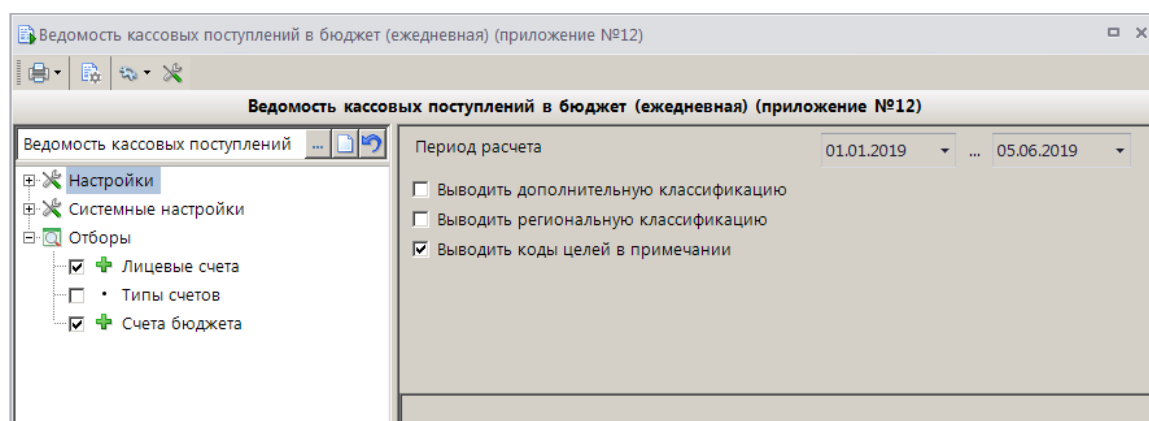 Ведомость кассовых поступлений в бюджет (ежедневная) (приложение №12)
Ведомость кассовых поступлений в бюджет (ежедневная) (приложение №12)
Ведомость кассовых поступлений ...
Настройки
Системные настройки
Отборы
Лицевые счета
Типы счетов
Счета бюджета
Период расчета 01.01.2019 ... 05.06.2019
Выводить дополнительную классификацию
Выводить региональную классификацию
Выводить коды целей в примечании